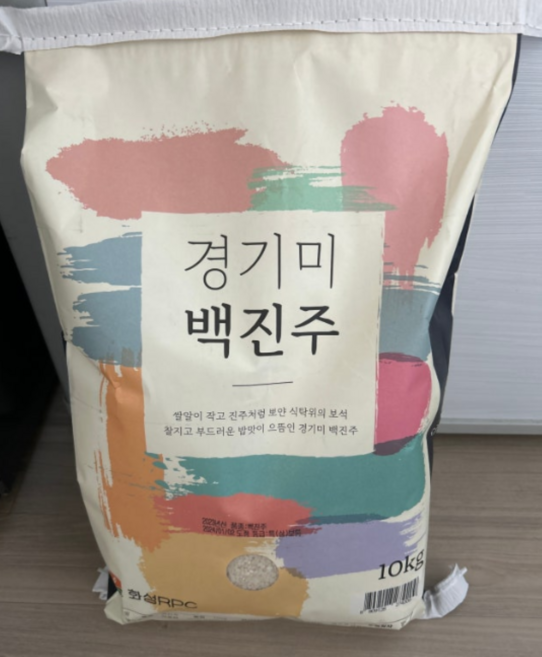 경기미
백진주
쌀알이 작고 진주처럼 뽀얀 식탁위의 보석
찰지고 부드러운 밥맛이 으뜸인 경기미 백진주
10kg
화성RPC